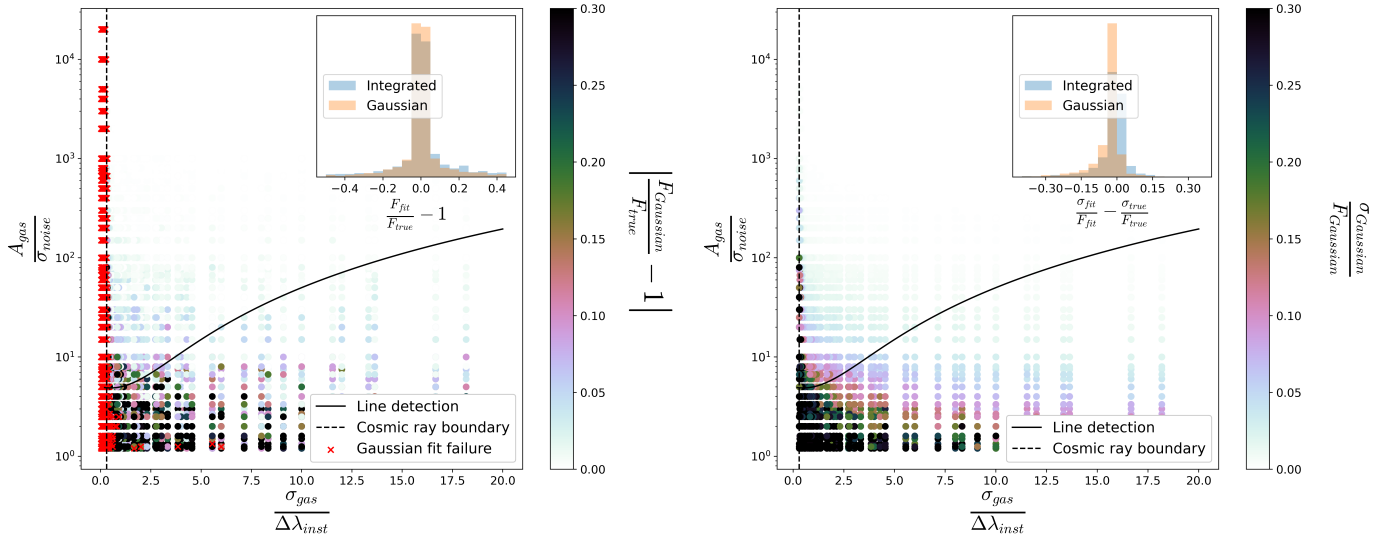 10⁴
10³
10²
10¹
10⁰
A_gas
σ_noise
0.0 2.5 5.0 7.5 10.0 12.5 15.0 17.5 20.0
σ_gas
Δλ_inst
Integrated
Gaussian
−0.4 −0.2 0.0 0.2 0.4
F_fit
F_true − 1
Line detection
Cosmic ray boundary
Gaussian fit failure
0.30
0.25
0.20
0.15
0.10
0.05
0.00
| F_Gaussian
F_true − 1 |
10⁴
10³
10²
10¹
10⁰
A_gas
σ_noise
0.0 2.5 5.0 7.5 10.0 12.5 15.0 17.5 20.0
σ_gas
Δλ_inst
Integrated
Gaussian
−0.30 −0.15 0.00 0.15 0.30
σ_fit σ_true
F_fit − F_true
Line detection
Cosmic ray boundary
0.30
0.25
0.20
0.15
0.10
0.05
0.00
σ_Gaussian
F_Gaussian